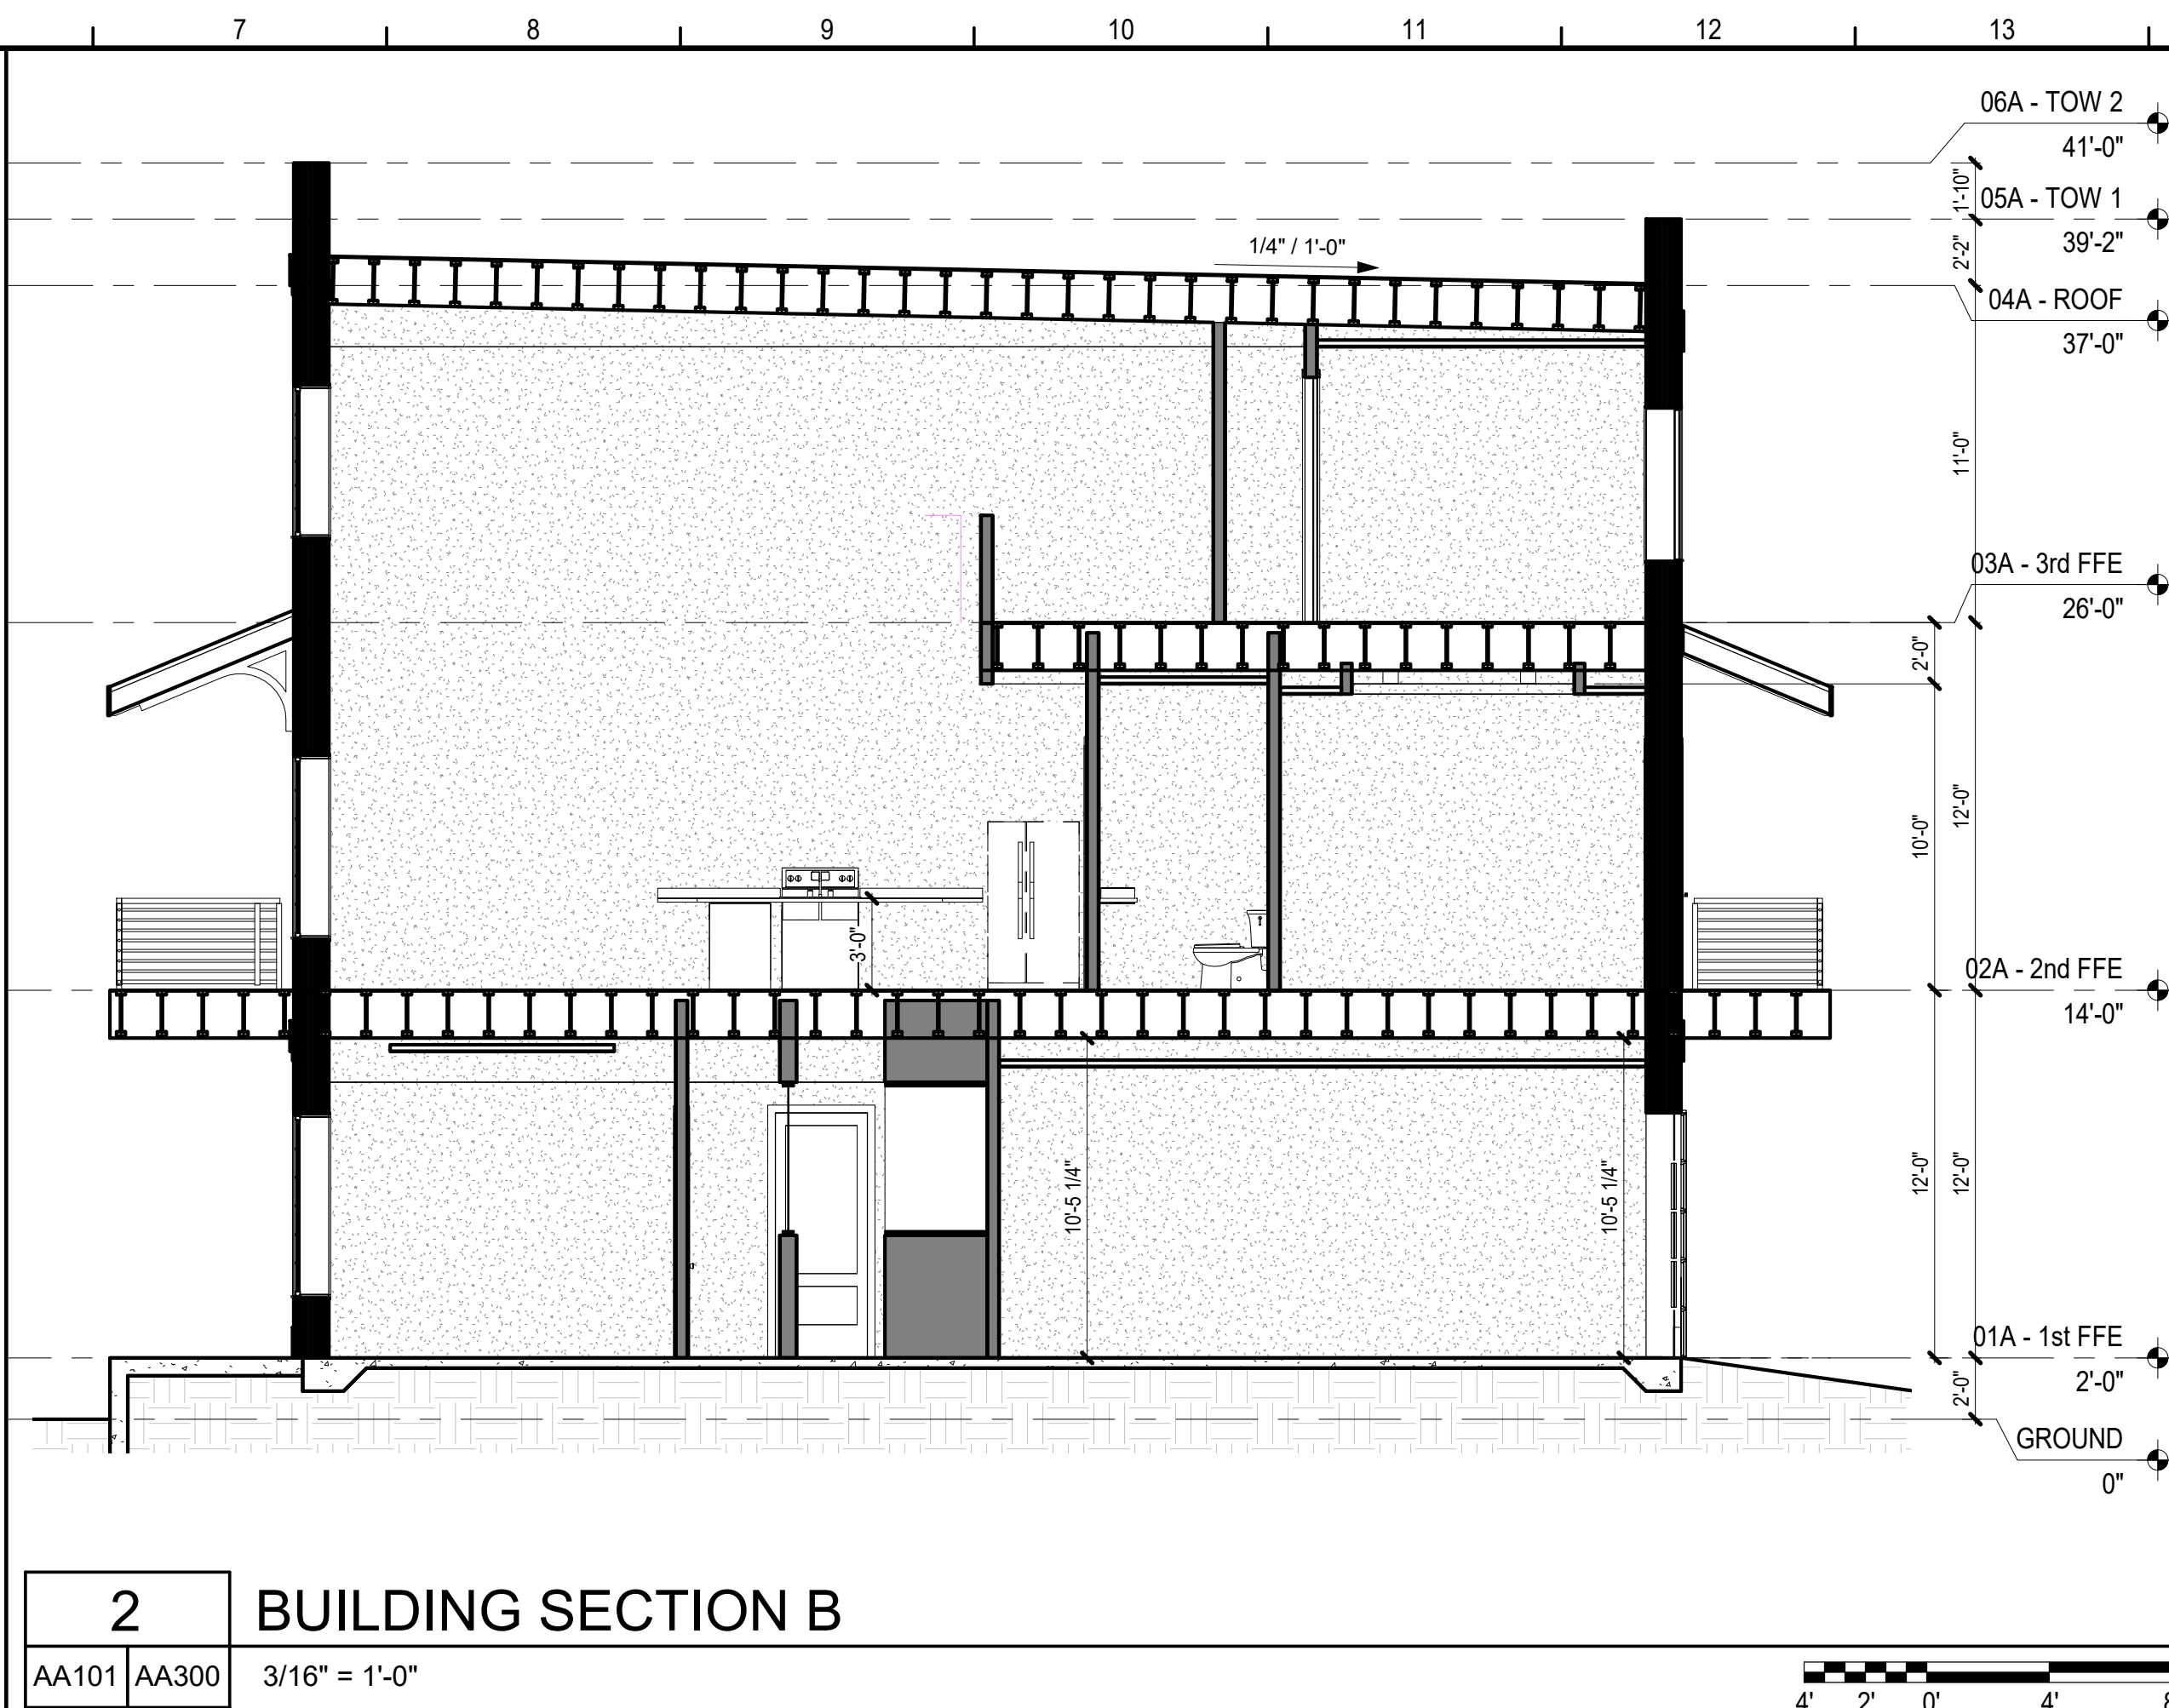 7 8 9 10 11 12 13
06A - TOW 2
41'-0"
1'-10"
05A - TOW 1
39'-2"
1/4" / 1'-0"
2'-2"
04A - ROOF
37'-0"
11'-0"
03A - 3rd FFE
26'-0"
2'-0"
10'-0"
12'-0"
3'-0"
02A - 2nd FFE
14'-0"
10'-5 1/4"
10'-5 1/4"
12'-0"
12'-0"
01A - 1st FFE
2'-0"
2'-0"
GROUND
0"
2
BUILDING SECTION B
AA101 AA300
3/16" = 1'-0"
4' 2' 0' 4' 8